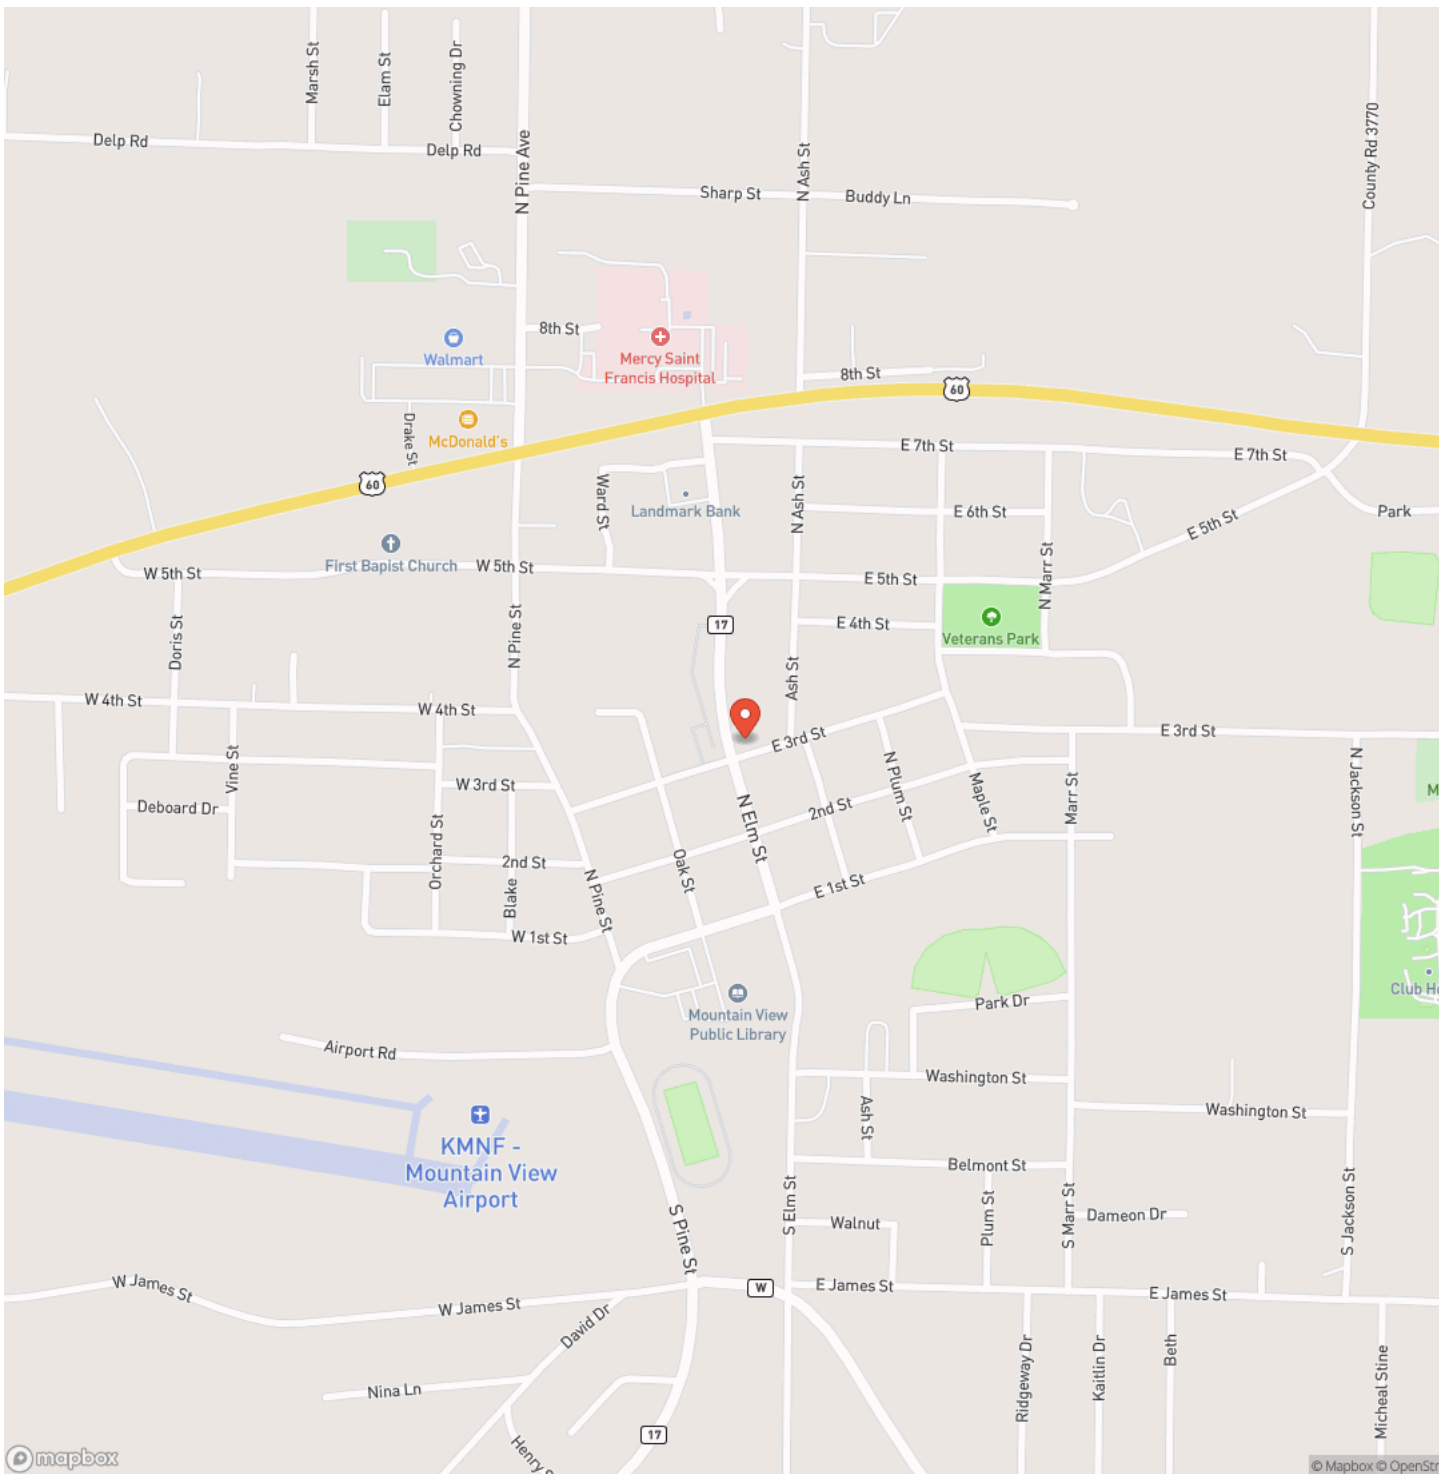 Marsh St
Elam St
Chowning Dr
Delp Rd
Delp Rd
N Pine Ave
N Ash St
County Rd 3770
Sharp St
Buddy Ln
8th St
Walmart
Mercy Saint
Francis Hospital
8th St
60
McDonald's
Drake St
60
E 7th St
E 7th St
Ward St
Landmark Bank
N Ash St
E 6th St
E 5th St
Park
First Bapist Church
W 5th St
W 5th St
E 5th St
N Marr St
17
E 4th St
Veterans Park
Doris St
N Pine St
Ash St
W 4th St
W 4th St
E 3rd St
E 3rd St
Vine St
W 3rd St
N Plum St
Maple St
Marr St
N Jackson St
M
Deboard Dr
N Elm St
2nd St
Orchard St
2nd St
Blake
N Pine St
Oak St
E 1st St
W 1st St
Club H
Mountain View
Public Library
Park Dr
Airport Rd
Washington St
Washington St
KMNF -
Mountain View
Airport
Ash St
Belmont St
S Pine St
S Elm St
Walnut
Plum St
S Marr St
Dameon Dr
S Jackson St
W James St
W James St
W
E James St
E James St
David Dr
Nina Ln
Ridgeway Dr
Kaitlin Dr
Beth
Micheal Stine
17
Henry S
mapbox
© Mapbox © OpenStr